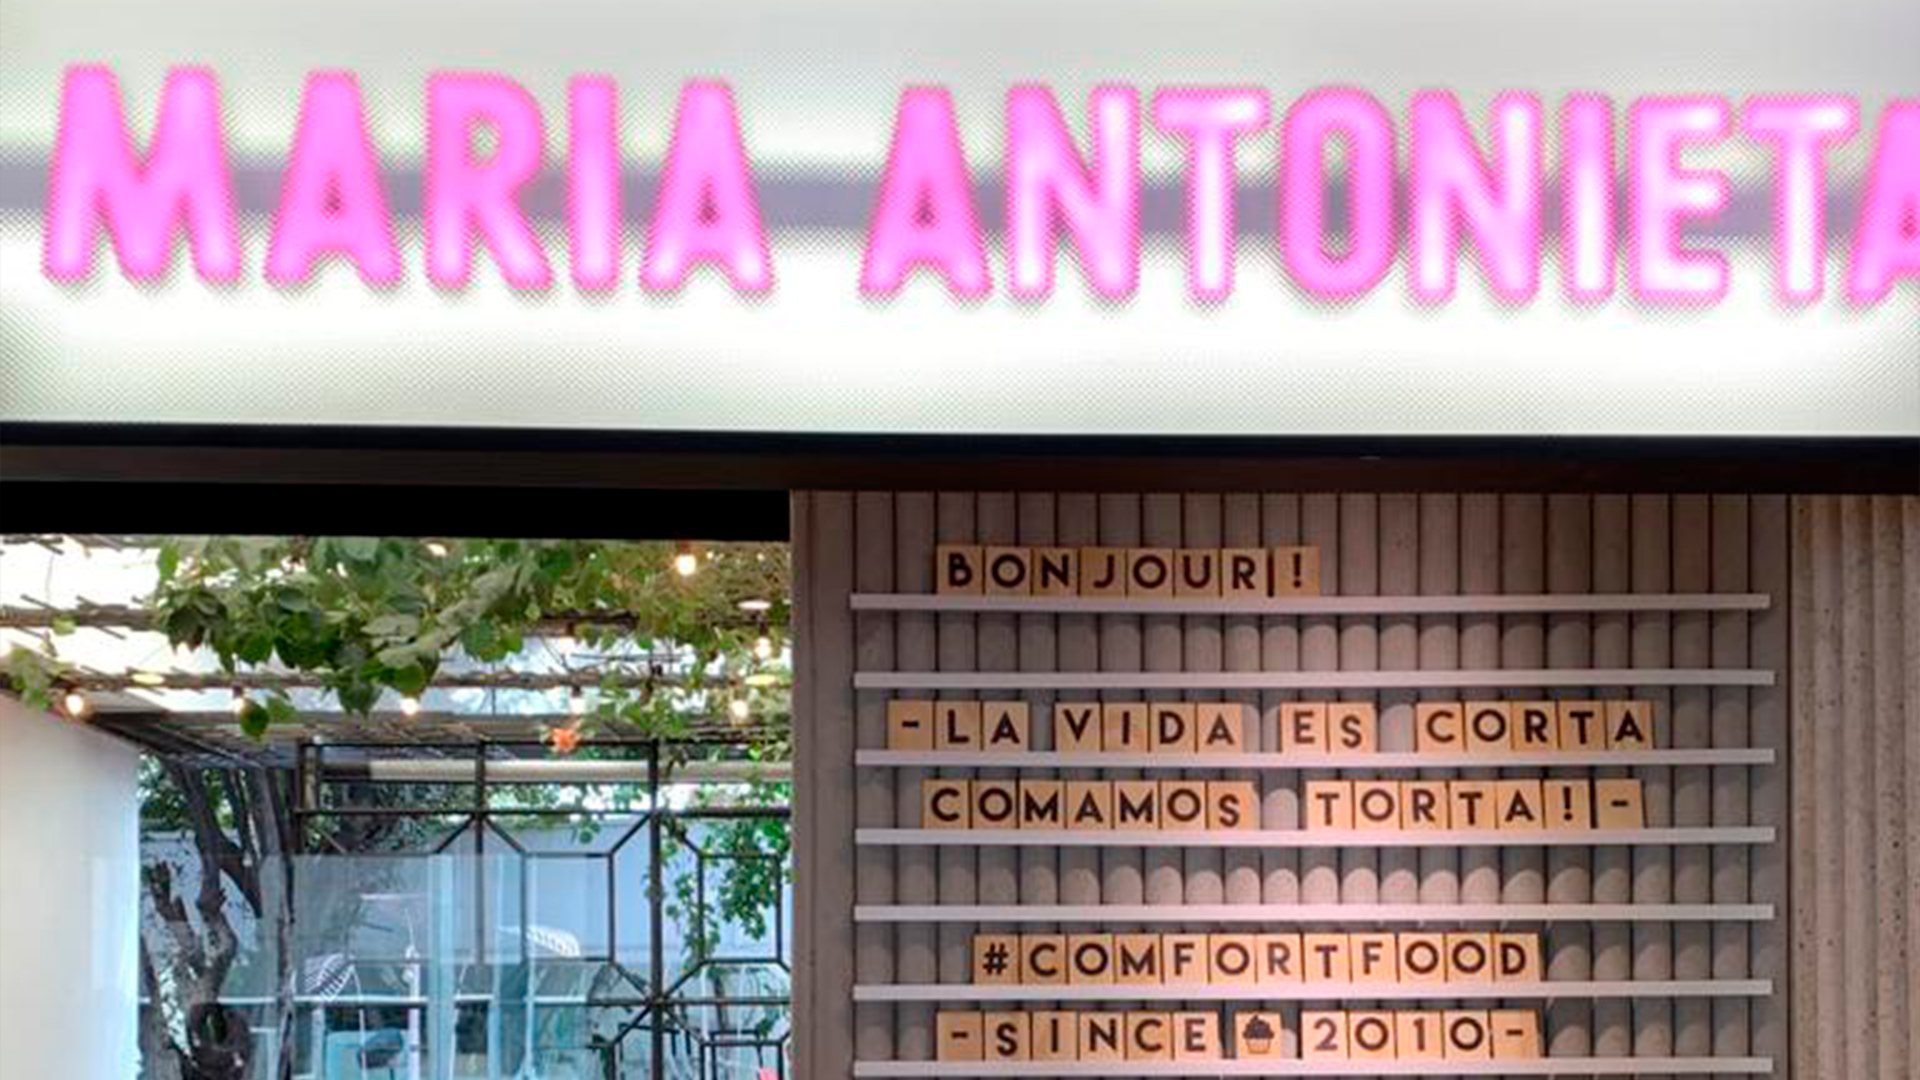 MARIA ANTONIETA
BONJOUR!
-LA VIDA ES CORTA
COMAMOS TORTA!-
#COMFORTFOOD
-SINCE 2010-